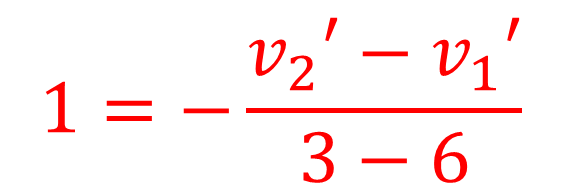 1 = − (v₂′ − v₁′) / (3 − 6)